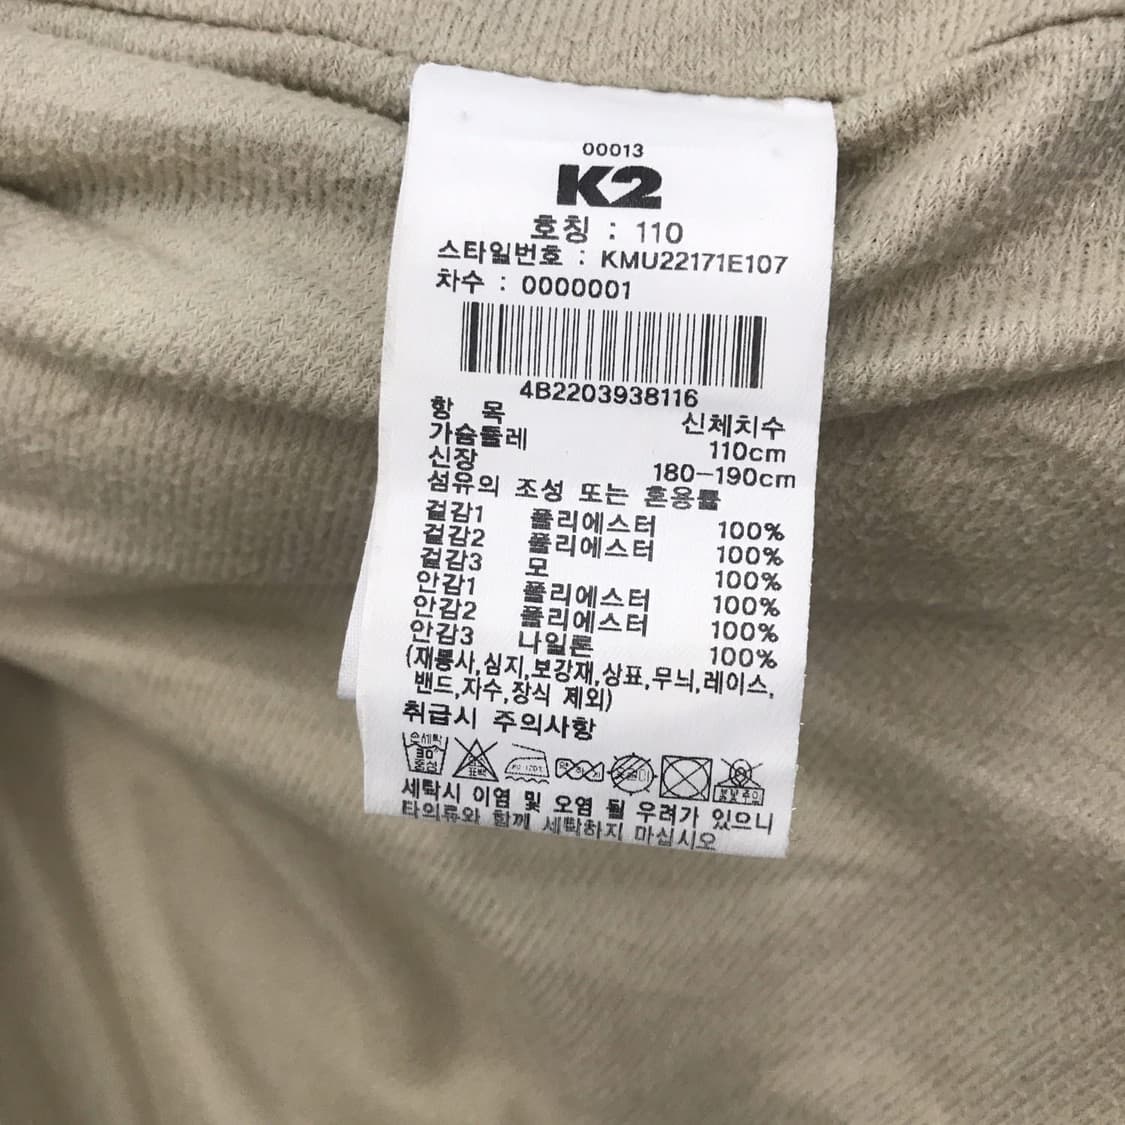 00013
K2
호칭 : 110
스타일번호 : KMU22171E107
차수 : 0000001
4B2203938116
항 목 신체치수
가슴둘레 110cm
신장 180-190cm
섬유의 조성 또는 혼용률
겉감1 폴리에스터 100%
겉감2 폴리에스터 100%
겉감3 모 100%
안감1 폴리에스터 100%
안감2 폴리에스터 100%
안감3 나일론 100%
(재봉사,심지,보강재,상표,무늬,레이스,
밴드,자수,장식 제외)
취급시 주의사항
손세탁 30° 중성
세탁시 이염 및 오염 될 우려가 있으니
타의류와 함께 세탁하지 마십시오